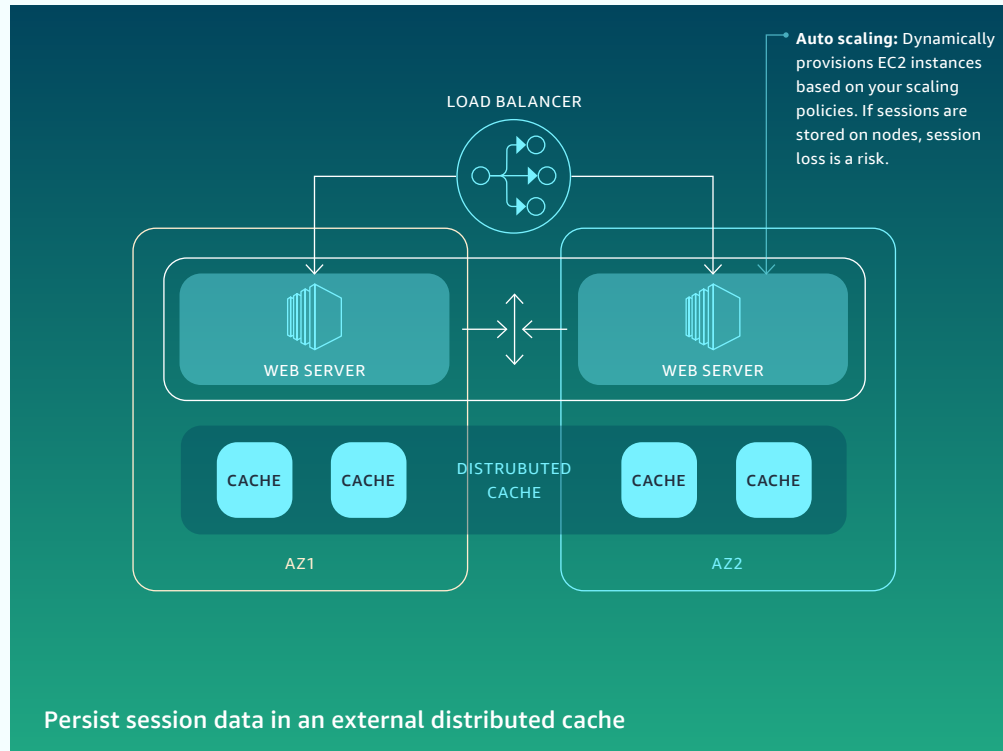 Auto scaling: Dynamically
provisions EC2 instances
based on your scaling
policies. If sessions are
stored on nodes, session
loss is a risk.
LOAD BALANCER
WEB SERVER
WEB SERVER
CACHE
CACHE
DISTRUBUTED
CACHE
CACHE
CACHE
AZ1
AZ2
Persist session data in an external distributed cache